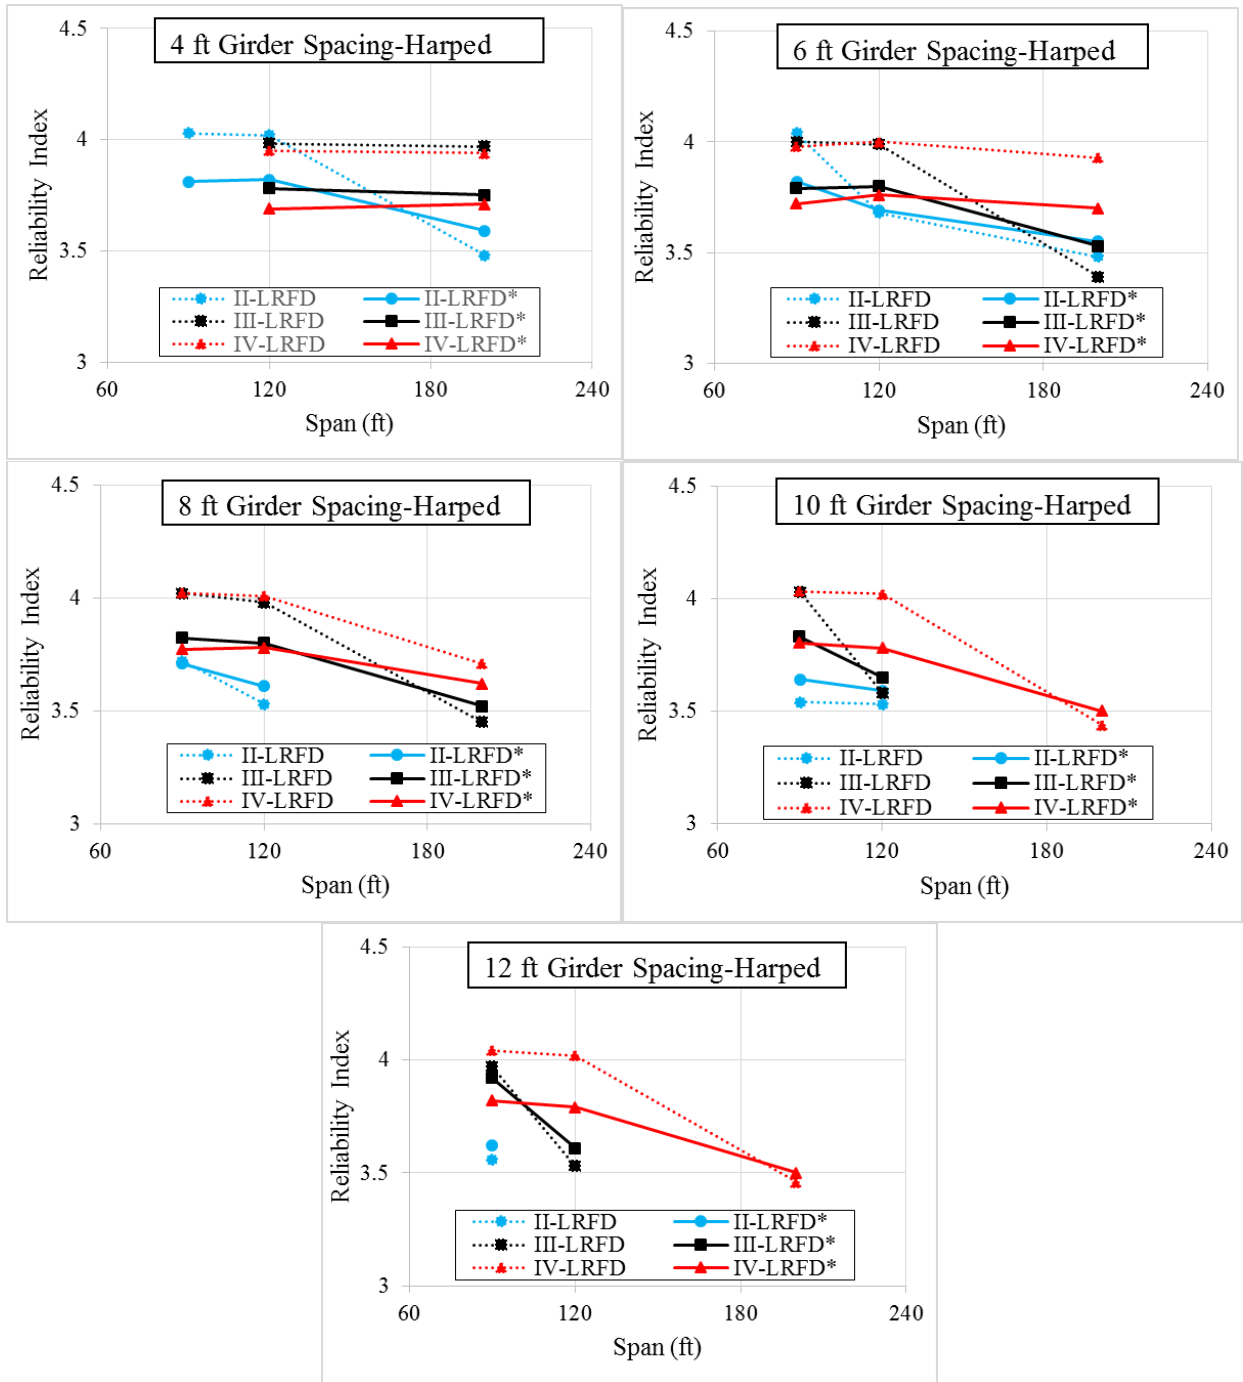 4 ft Girder Spacing-Harped
4.5
4
3.5
3
Reliability Index
II-LRFD II-LRFD*
III-LRFD III-LRFD*
IV-LRFD IV-LRFD*
60 120 180 240
Span (ft)
6 ft Girder Spacing-Harped
4.5
4
3.5
3
Reliability Index
II-LRFD II-LRFD*
III-LRFD III-LRFD*
IV-LRFD IV-LRFD*
60 120 180 240
Span (ft)
8 ft Girder Spacing-Harped
4.5
4
3.5
3
Reliability Index
II-LRFD II-LRFD*
III-LRFD III-LRFD*
IV-LRFD IV-LRFD*
60 120 180 240
Span (ft)
10 ft Girder Spacing-Harped
4.5
4
3.5
3
Reliability Index
II-LRFD II-LRFD*
III-LRFD III-LRFD*
IV-LRFD IV-LRFD*
60 120 180 240
Span (ft)
12 ft Girder Spacing-Harped
4.5
4
3.5
3
Reliability Index
II-LRFD II-LRFD*
III-LRFD III-LRFD*
IV-LRFD IV-LRFD*
60 120 180 240
Span (ft)